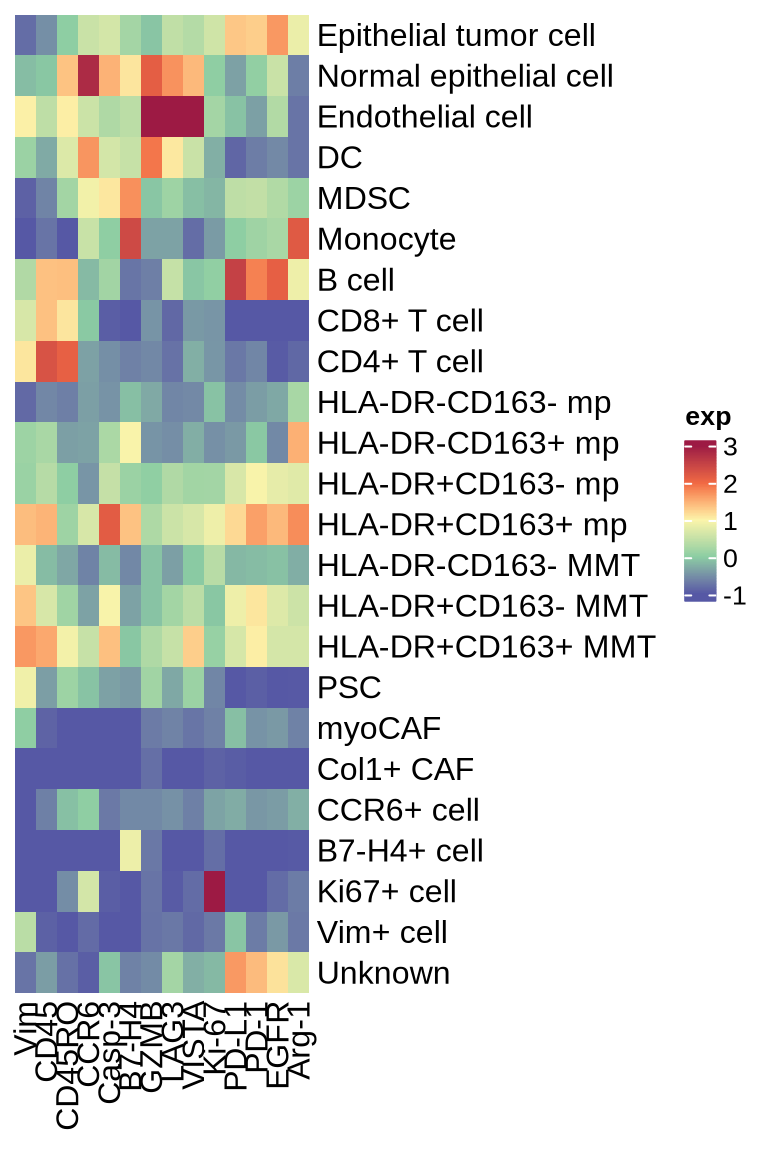 Epithelial tumor cell
Normal epithelial cell
Endothelial cell
DC
MDSC
Monocyte
B cell
CD8+ T cell
CD4+ T cell
HLA-DR-CD163- mp
HLA-DR-CD163+ mp
HLA-DR+CD163- mp
HLA-DR+CD163+ mp
HLA-DR-CD163- MMT
HLA-DR+CD163- MMT
HLA-DR+CD163+ MMT
PSC
myoCAF
Col1+ CAF
CCR6+ cell
B7-H4+ cell
Ki67+ cell
Vim+ cell
Unknown
exp
3
2
1
0
-1
Vim
CD45
CD45RO
CCR6
Casp-3
B7-H4
GZMB
LAG3
VISTA
Ki-67
PD-L1
PD-1
EGFR
Arg-1